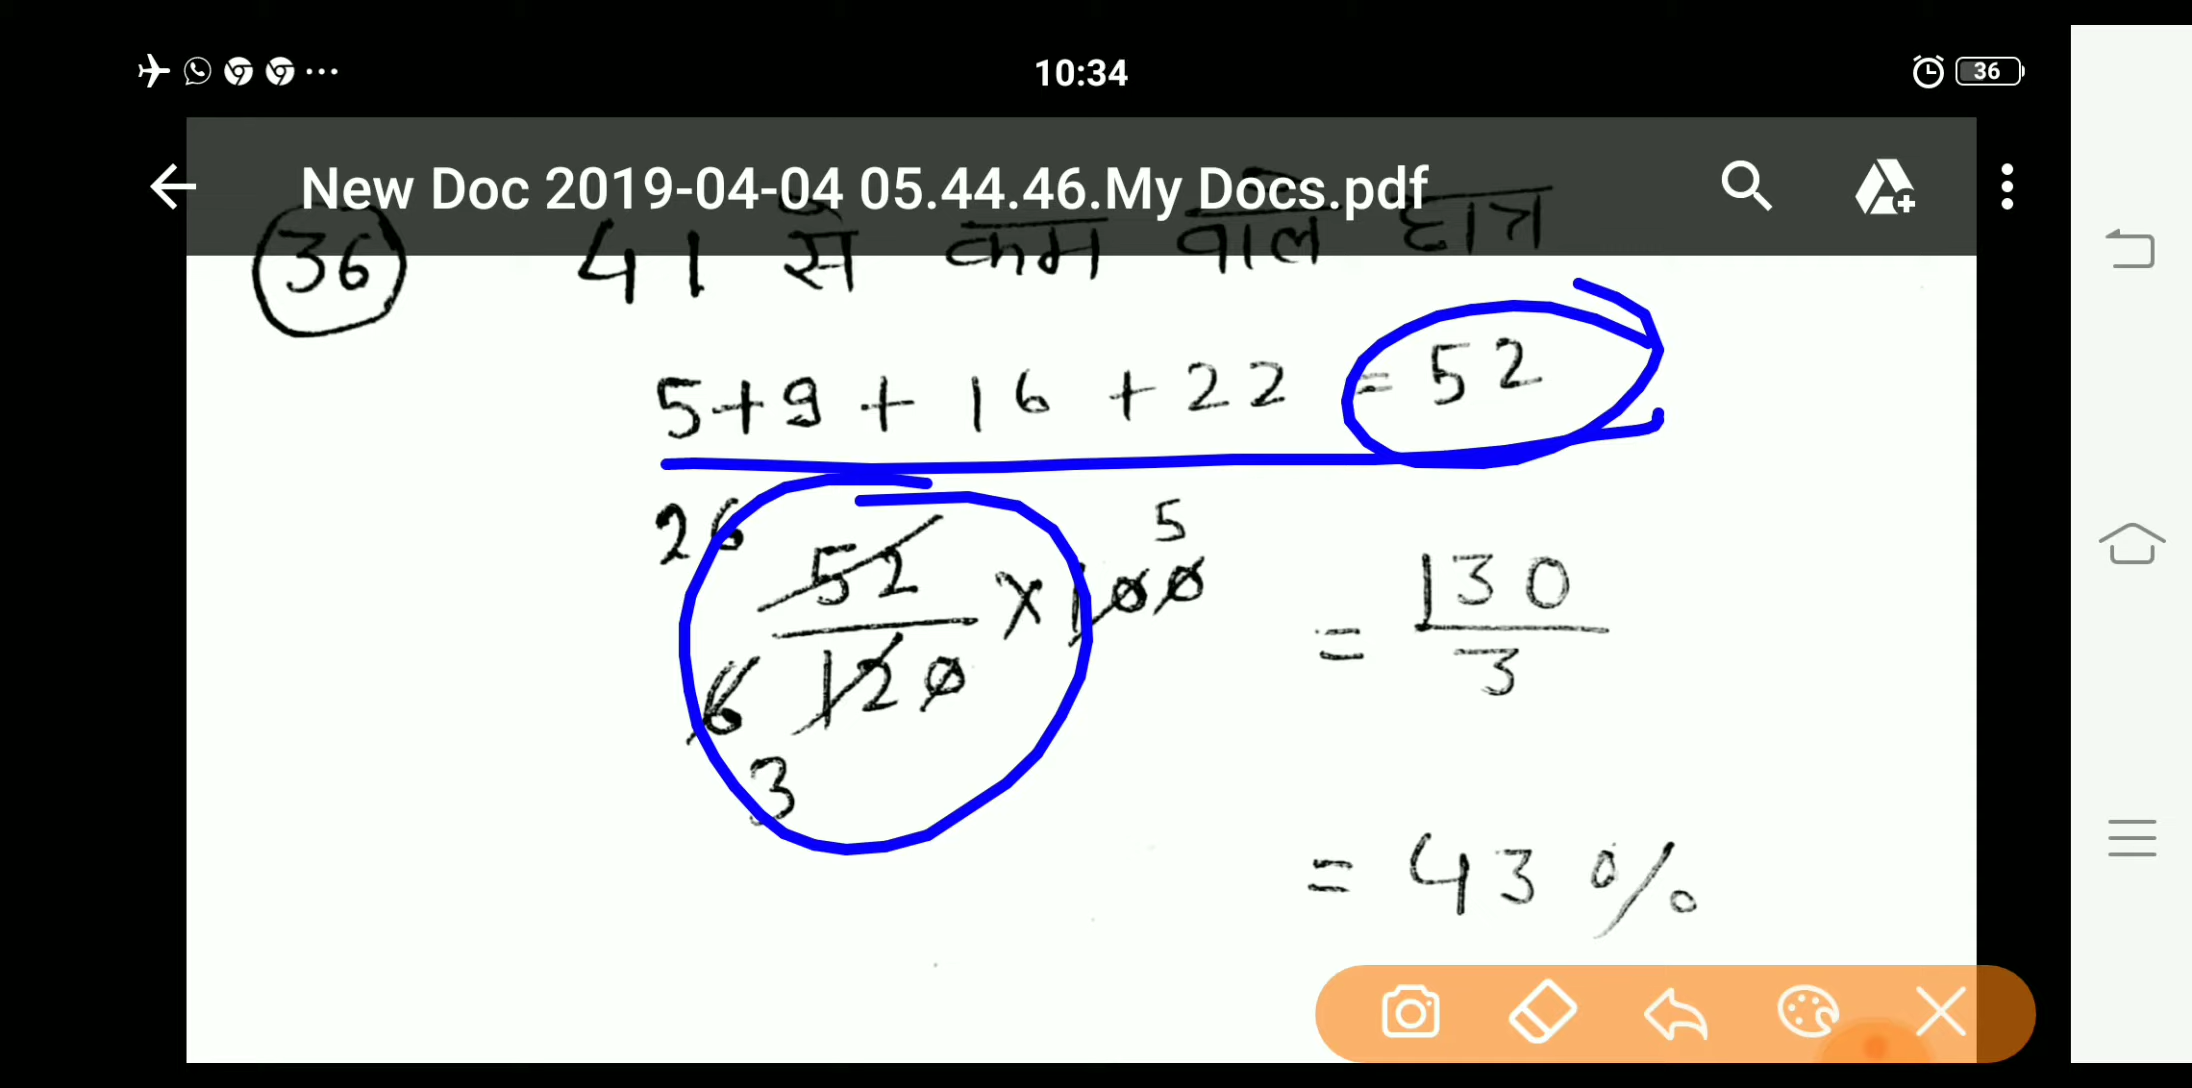 10:34
36
New Doc 2019-04-04 05.44.46.My Docs.pdf
36 41 से कम वाले छात्र
5+9+16+22 = 52
26 5
52/120 × 100 = 130/3
6
3
= 43 %